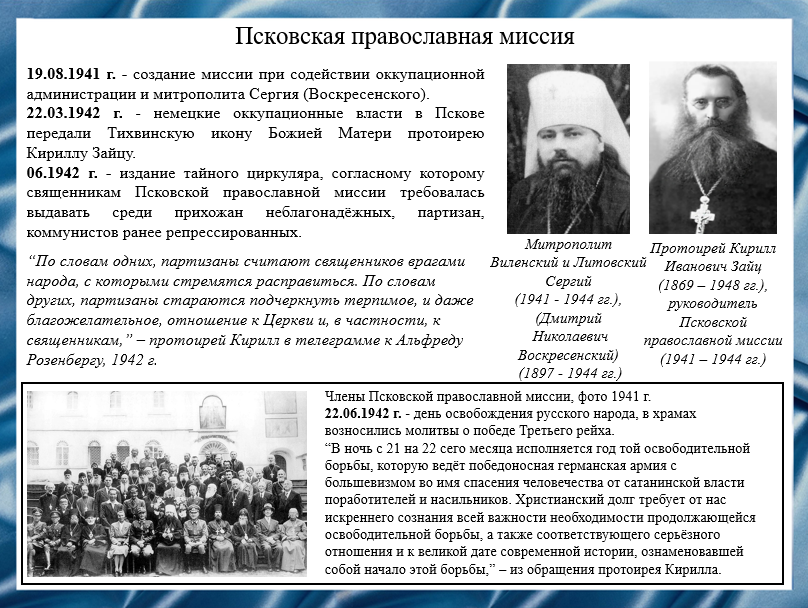 Псковская православная миссия
19.08.1941 г. - создание миссии при содействии оккупационной
администрации и митрополита Сергия (Воскресенского).
22.03.1942 г. - немецкие оккупационные власти в Пскове
передали Тихвинскую икону Божией Матери протоирею
Кириллу Зайцу.
06.1942 г. - издание тайного циркуляра, согласному которому
священникам Псковской православной миссии требовалась
выдавать среди прихожан неблагонадёжных, партизан,
коммунистов ранее репрессированных.
“По словам одних, партизаны считают священников врагами
народа, с которыми стремятся расправиться. По словам
других, партизаны стараются подчеркнуть терпимое, и даже
благожелательное, отношение к Церкви и, в частности, к
священникам,” – протоирей Кирилл в телеграмме к Альфреду
Розенбергу, 1942 г.
Митрополит
Виленский и Литовский
Сергий
(1941 - 1944 гг.),
(Дмитрий
Николаевич
Воскресенский)
(1897 - 1944 гг.)
Протоирей Кирилл
Иванович Зайц
(1869 – 1948 гг.),
руководитель
Псковской
православной миссии
(1941 – 1944 гг.)
Члены Псковской православной миссии, фото 1941 г.
22.06.1942 г. - день освобождения русского народа, в храмах
возносились молитвы о победе Третьего рейха.
“В ночь с 21 на 22 сего месяца исполняется год той освободительной
борьбы, которую ведёт победоносная германская армия с
большевизмом во имя спасения человечества от сатанинской власти
поработителей и насильников. Христианский долг требует от нас
искреннего сознания всей важности необходимости продолжающейся
освободительной борьбы, а также соответствующего серьёзного
отношения и к великой дате современной истории, ознаменовавшей
собой начало этой борьбы,” – из обращения протоирея Кирилла.